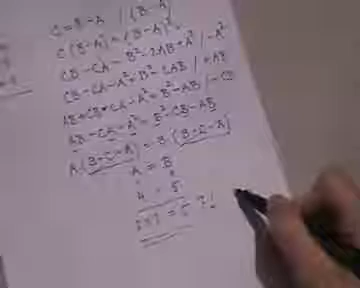 C = B - A / (B - A)
C(B-A) = (B-A)²
CB - CA = B² - 2AB + A² / -A²
CB - CA - A² = B² - 2AB / +AB
AB + CB - CA - A² = B² - AB / - CB
AB - CA - A² = B² - CB - AB
A (B - C - A) = B (B - C - A)
A = B
4 = 5
2+2 = 5 ?!